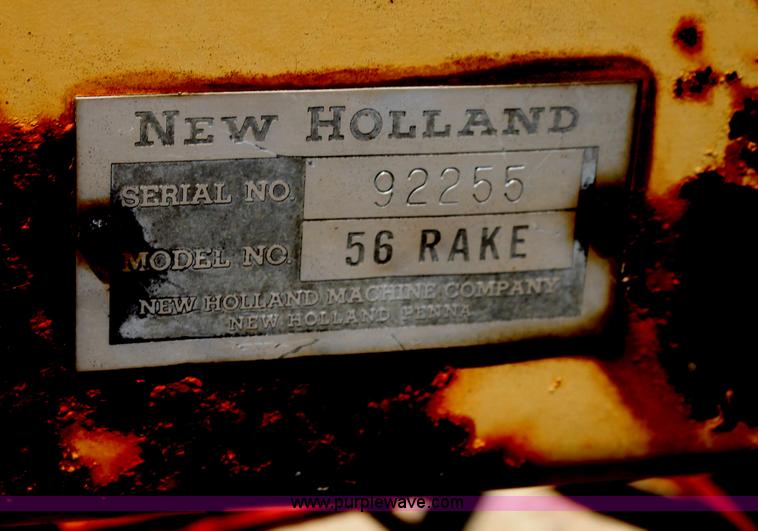 NEW HOLLAND
SERIAL NO. 92255
MODEL NO. 56 RAKE
NEW HOLLAND MACHINE COMPANY
NEW HOLLAND PENNA.
www.purplewave.com